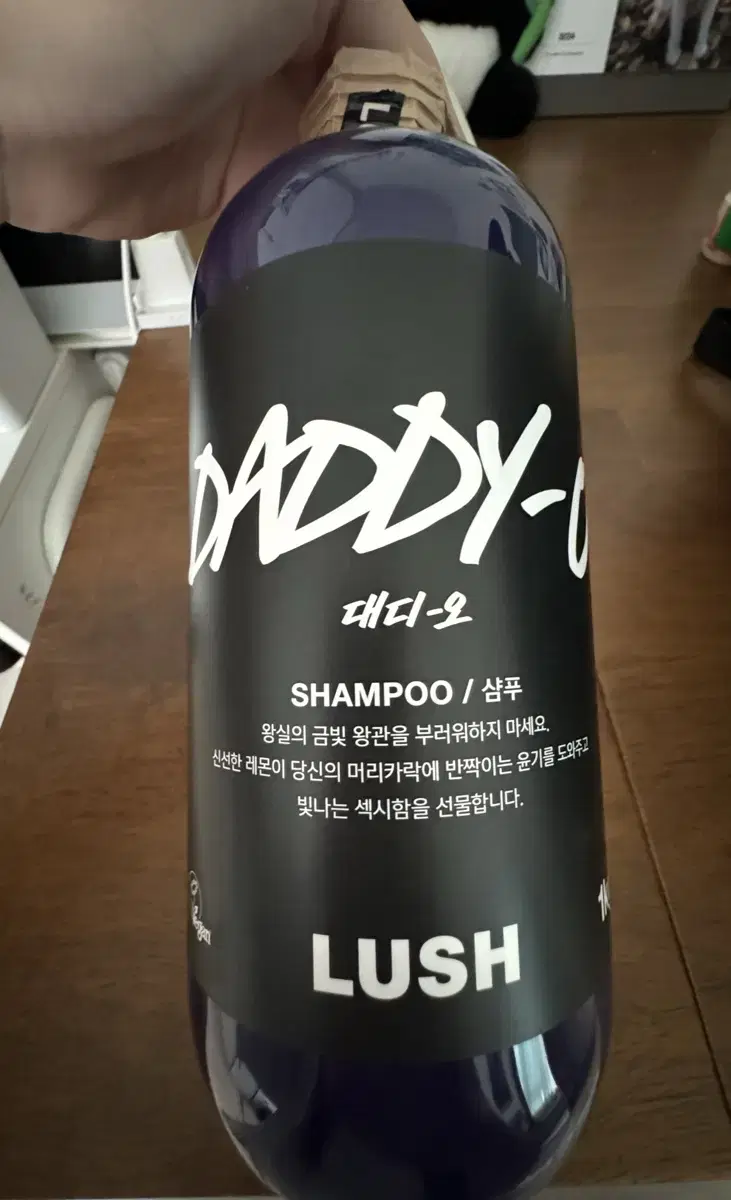 L
DADDY-O
대디-오
SHAMPOO / 샴푸
왕실의 금빛 왕관을 부러워하지 마세요.
신선한 레몬이 당신의 머리카락에 반짝이는 윤기를 도와주고
빛나는 섹시함을 선물합니다.
Vegan
LUSH